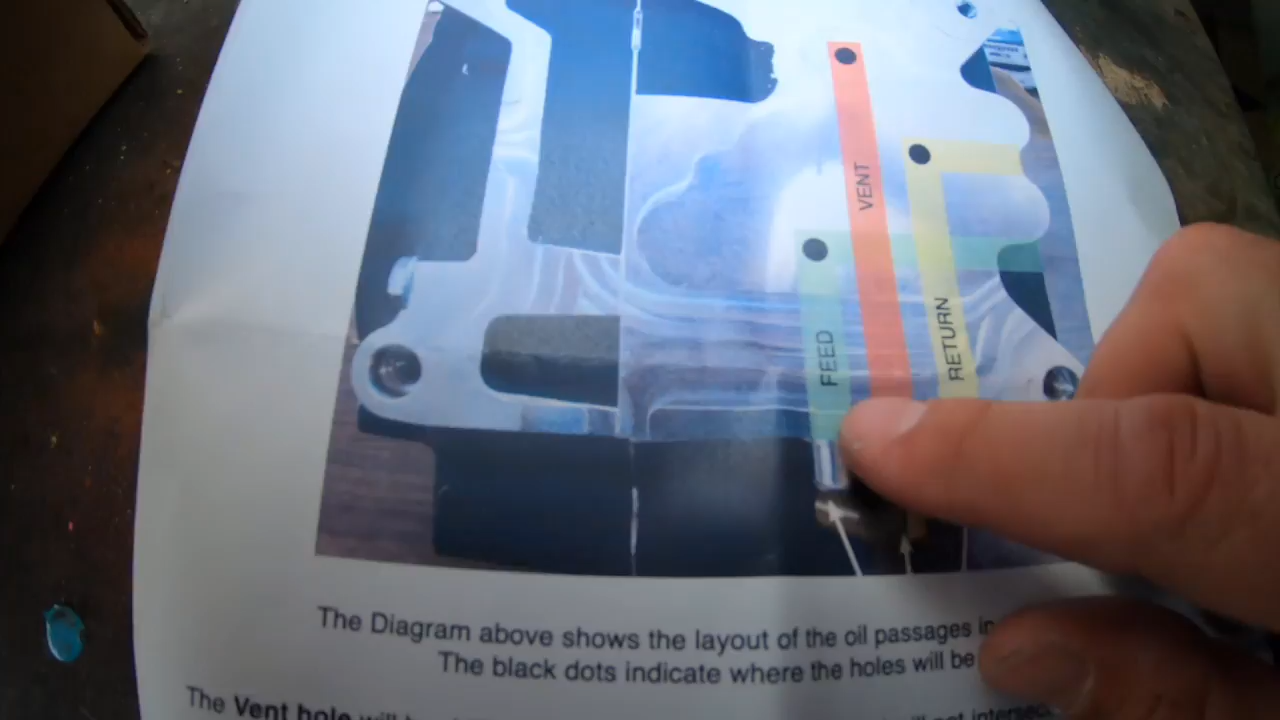 VENT
RETURN
FEED
The Diagram above shows the layout of the oil passages in
The black dots indicate where the holes will be
The Vent hole